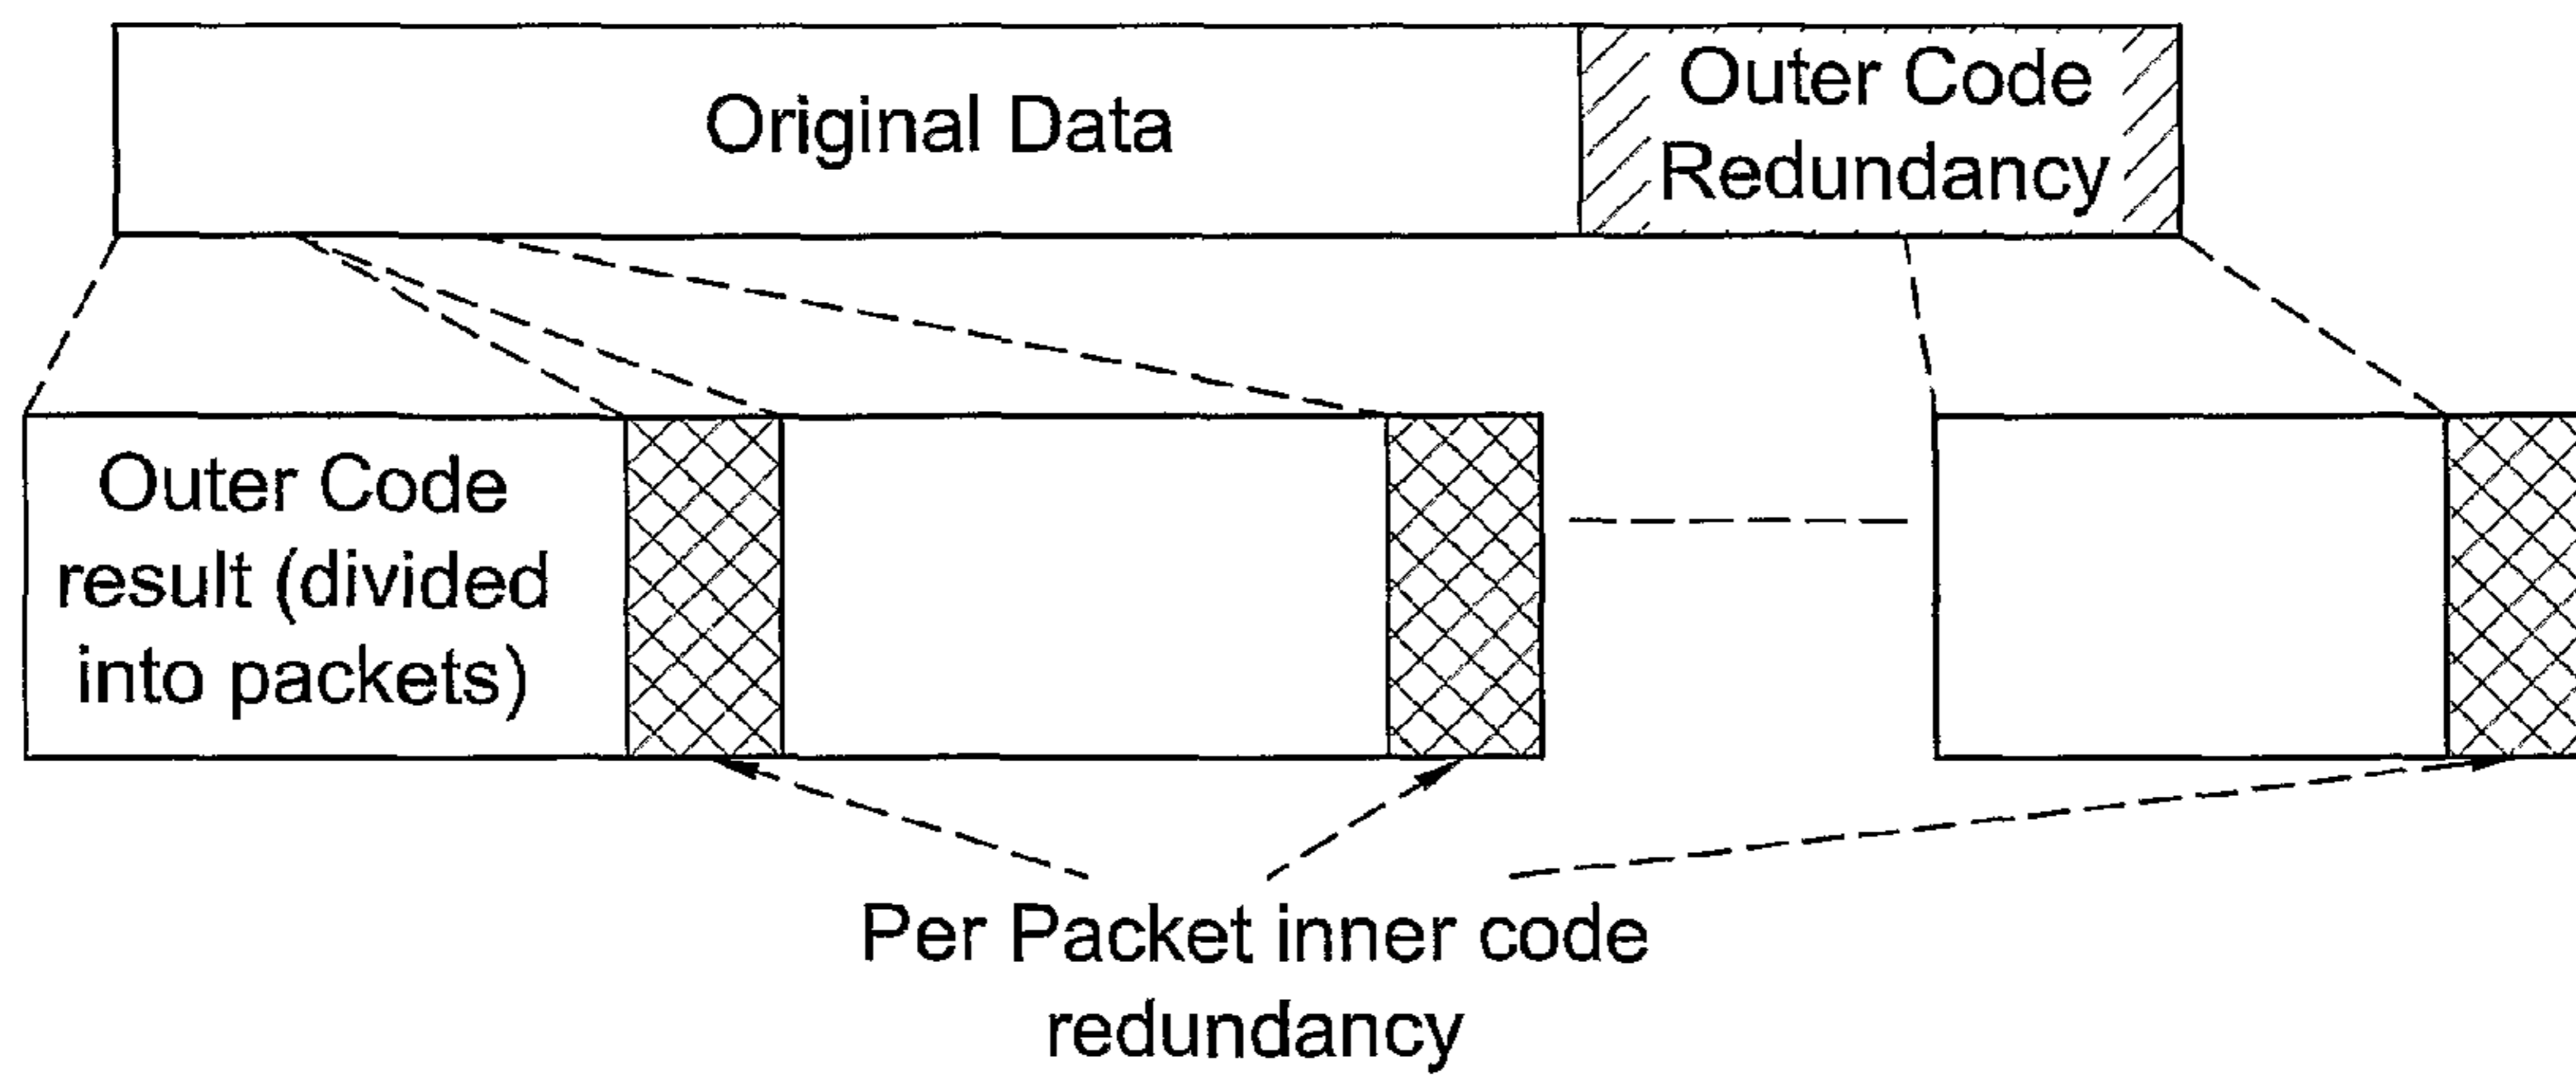 Original Data
Outer Code
Redundancy
Outer Code
result (divided
into packets)
Per Packet inner code
redundancy